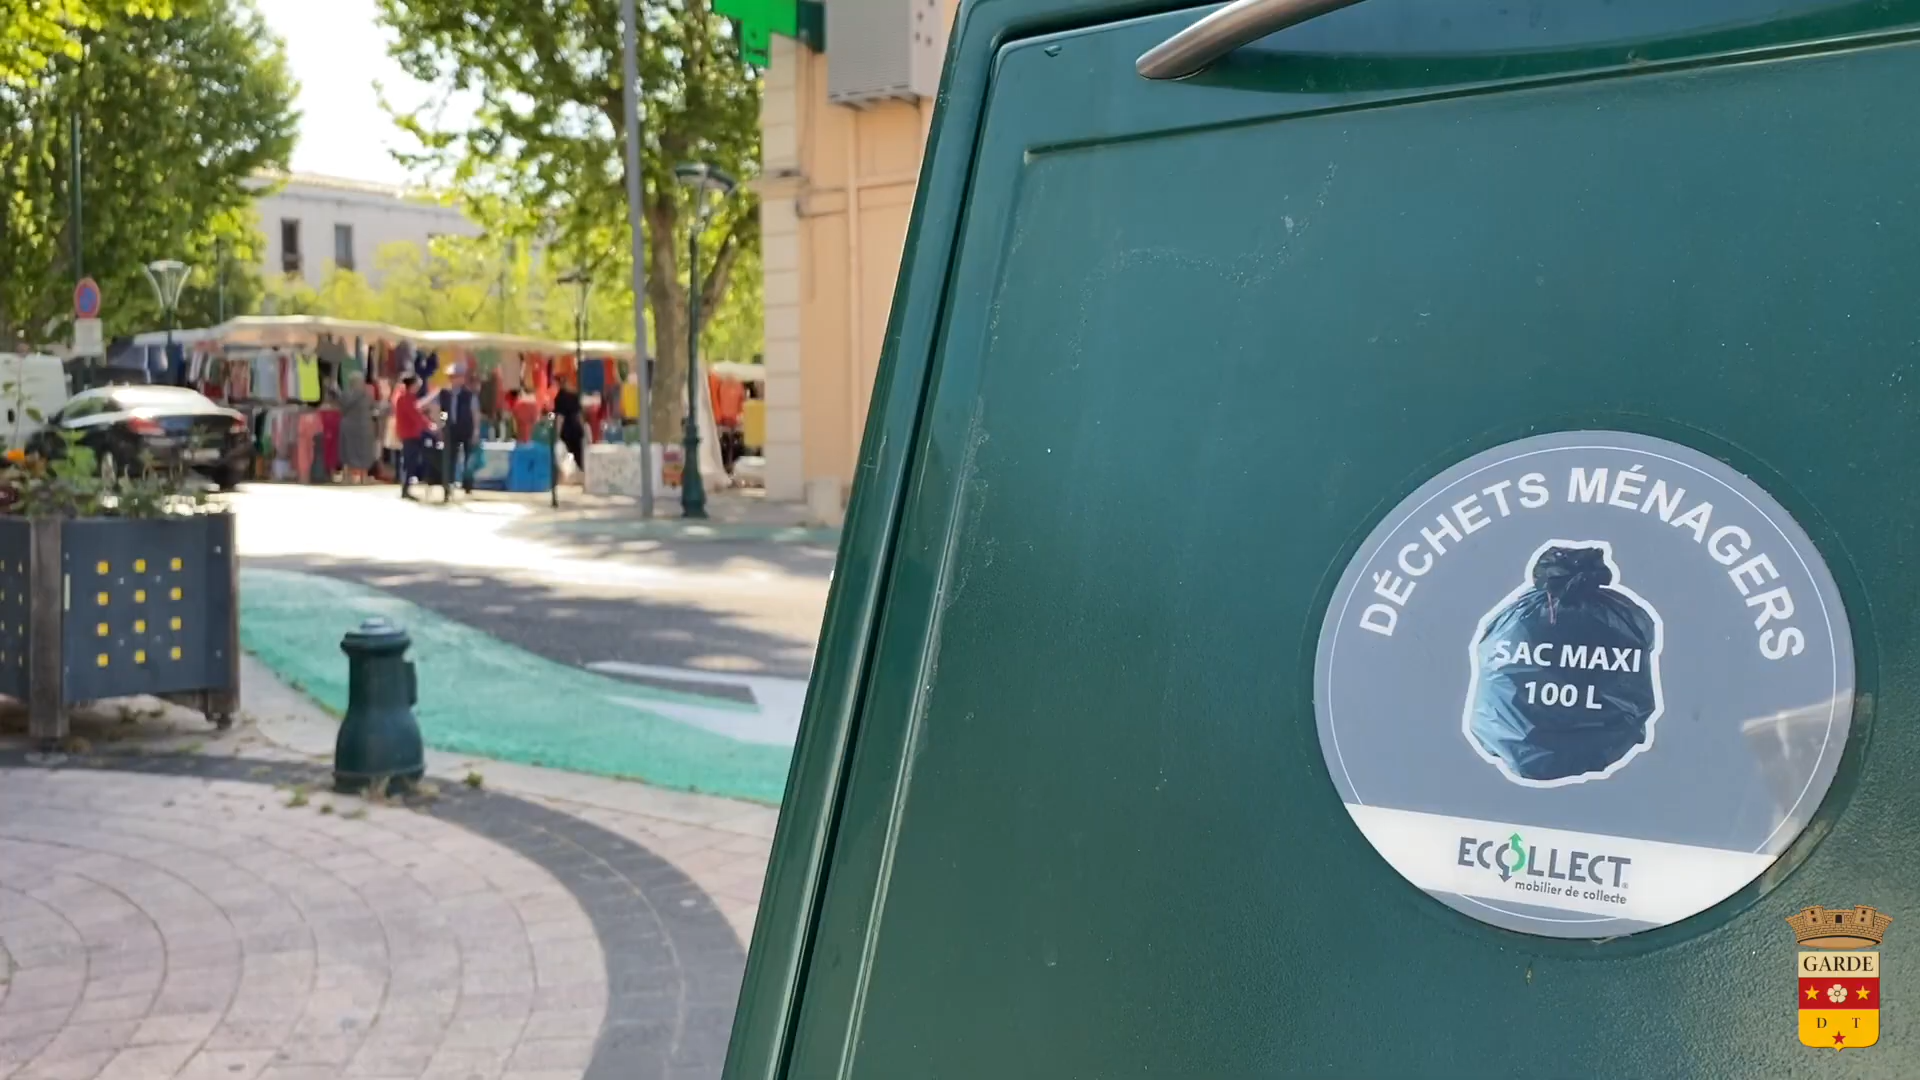 DÉCHETS MÉNAGERS
SAC MAXI
100 L
ECOLLECT
mobilier de collecte
GARDE
D T